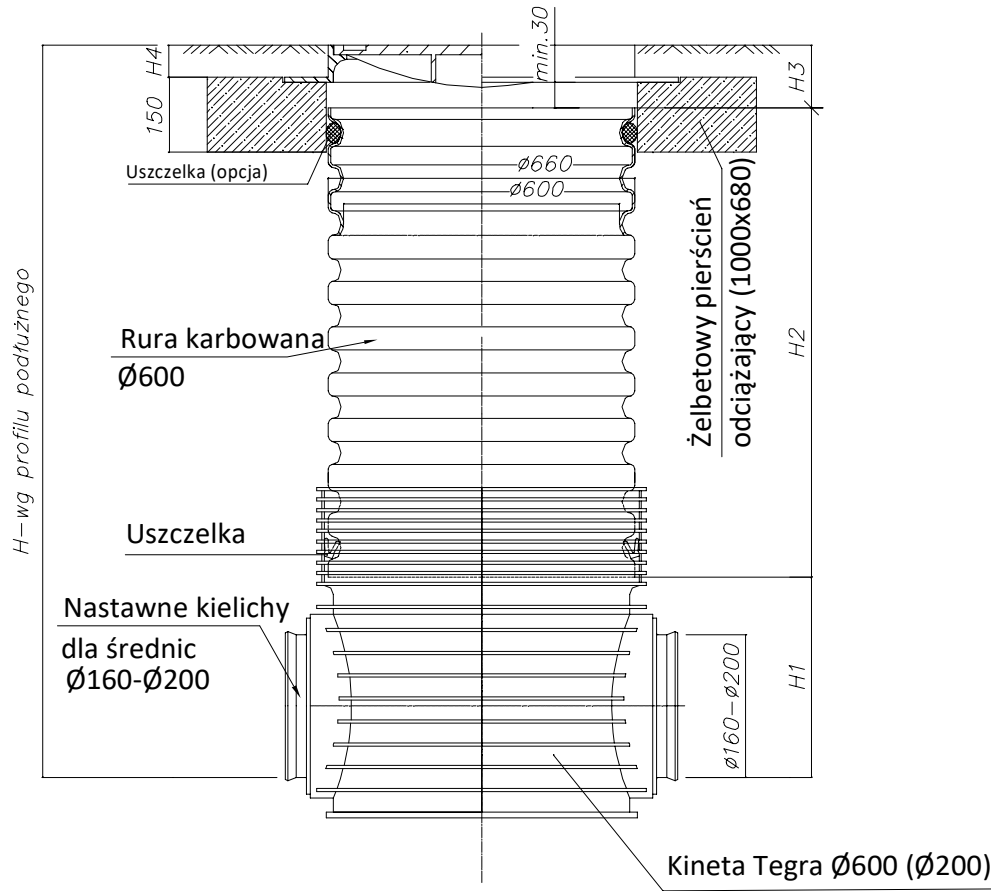 min.30
H4
H3
150
Uszczelka (opcja)
ø660
ø600
Żelbetowy pierścień
odciążający (1000x680)
H-wg profilu podłużnego
Rura karbowana
Ø600
H2
Uszczelka
Nastawne kielichy
dla średnic
Ø160-Ø200
ø160-ø200
H1
Kineta Tegra Ø600 (Ø200)